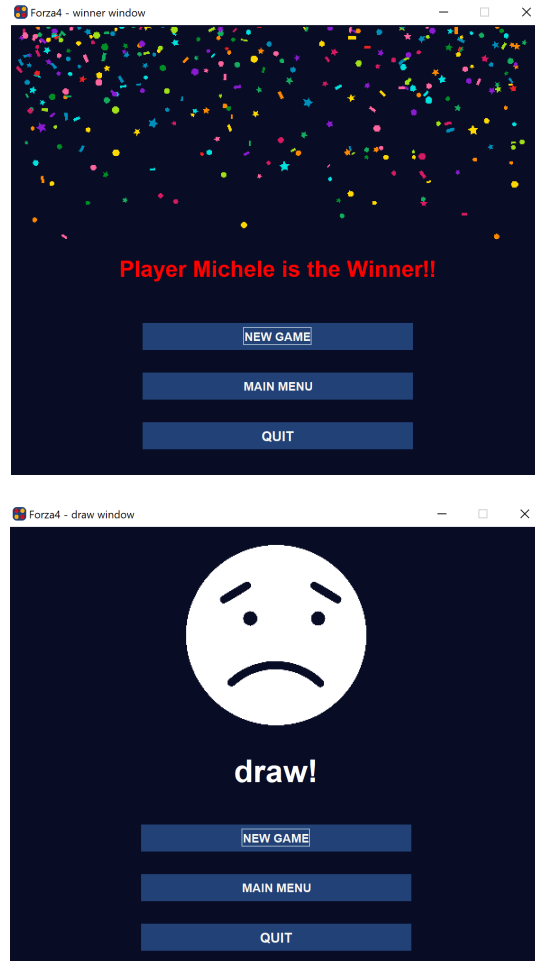 Forza4 - winner window
Player Michele is the Winner!!
NEW GAME
MAIN MENU
QUIT
Forza4 - draw window
draw!
NEW GAME
MAIN MENU
QUIT